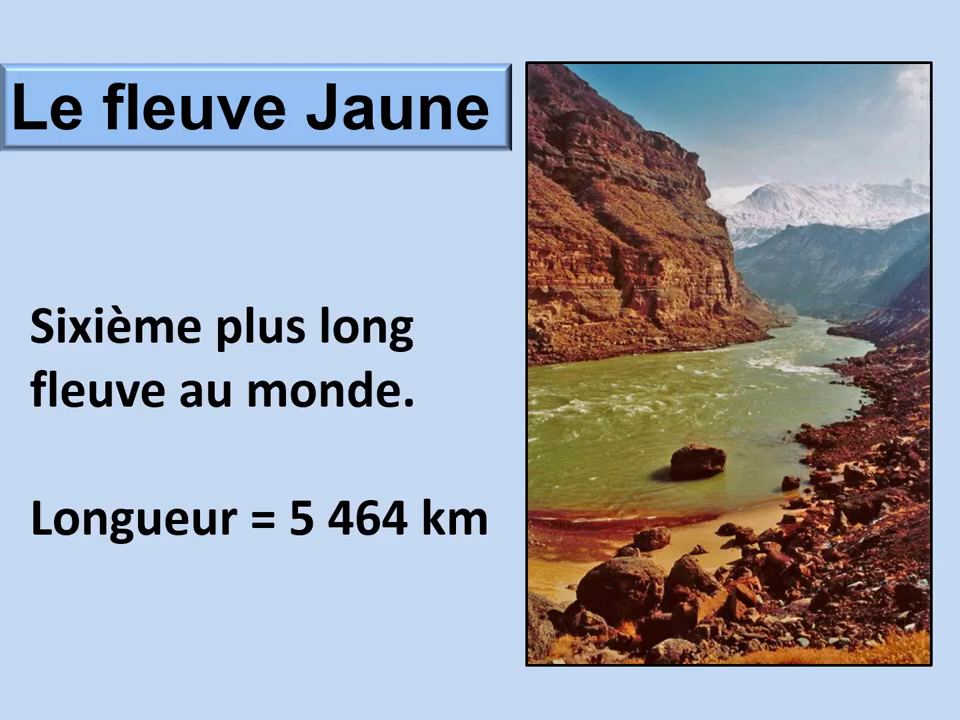 Le fleuve Jaune
Sixième plus long
fleuve au monde.
Longueur = 5 464 km